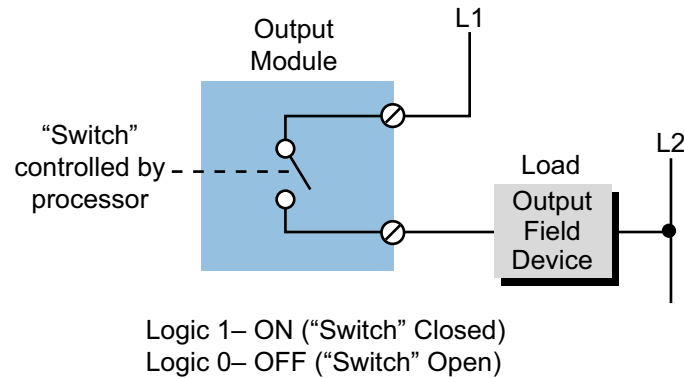 Output
Module
L1
“Switch”
controlled by
processor
L2
Load
Output
Field
Device
Logic 1– ON (“Switch” Closed)
Logic 0– OFF (“Switch” Open)